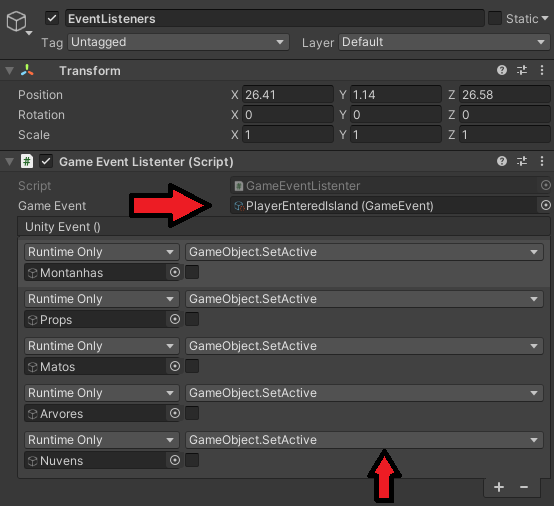 EventListeners Static
Tag Untagged Layer Default
Transform
Position X 26.41 Y 1.14 Z 26.58
Rotation X 0 Y 0 Z 0
Scale X 1 Y 1 Z 1
# Game Event Listenter (Script)
Script # GameEventListenter
Game Event PlayerEnteredIsland (GameEvent)
Unity Event ()
Runtime Only GameObject.SetActive
Montanhas
Runtime Only GameObject.SetActive
Props
Runtime Only GameObject.SetActive
Matos
Runtime Only GameObject.SetActive
Arvores
Runtime Only GameObject.SetActive
Nuvens
+ −